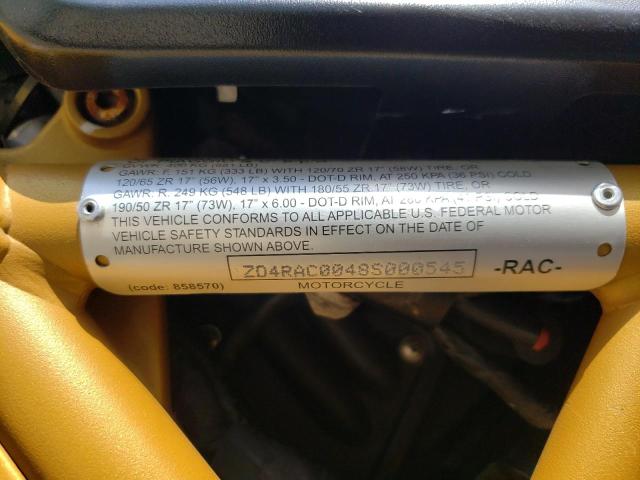 GAWR: F. 151 KG (333 LB) WITH 120/70 ZR 17" (58W) TIRE, OR
120/65 ZR 17" (56W). 17" x 3.50 - DOT-D RIM, AT 250 KPA (36 PSI) COLD
GAWR: R. 249 KG (548 LB) WITH 180/55 ZR 17" (73W) TIRE, OR
190/50 ZR 17" (73W). 17" x 6.00 - DOT-D RIM, AT COLD
THIS VEHICLE CONFORMS TO ALL APPLICABLE U.S. FEDERAL MOTOR
VEHICLE SAFETY STANDARDS IN EFFECT ON THE DATE OF
MANUFACTURE SHOWN ABOVE.
ZD4RAC0048S000545 -RAC-
(code: 858570) MOTORCYCLE